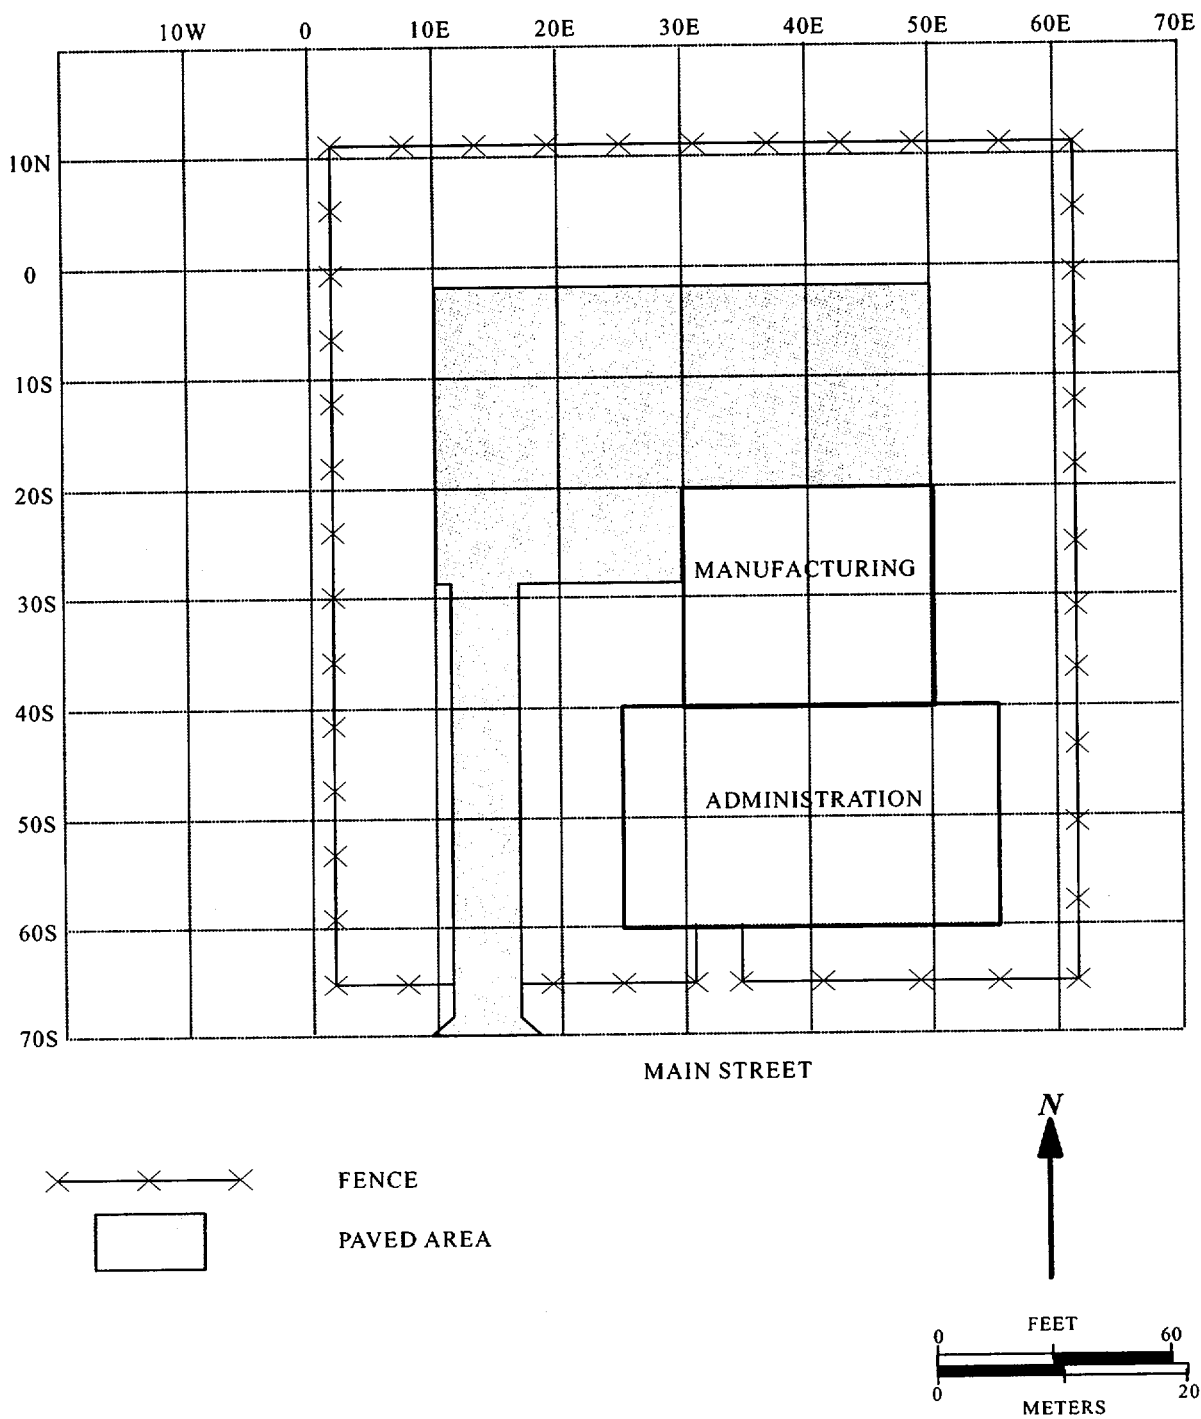 10W 0 10E 20E 30E 40E 50E 60E 70E
10N
0
10S
20S
MANUFACTURING
30S
40S
ADMINISTRATION
50S
60S
70S
MAIN STREET
N
FENCE
PAVED AREA
FEET
0 60
0 20
METERS